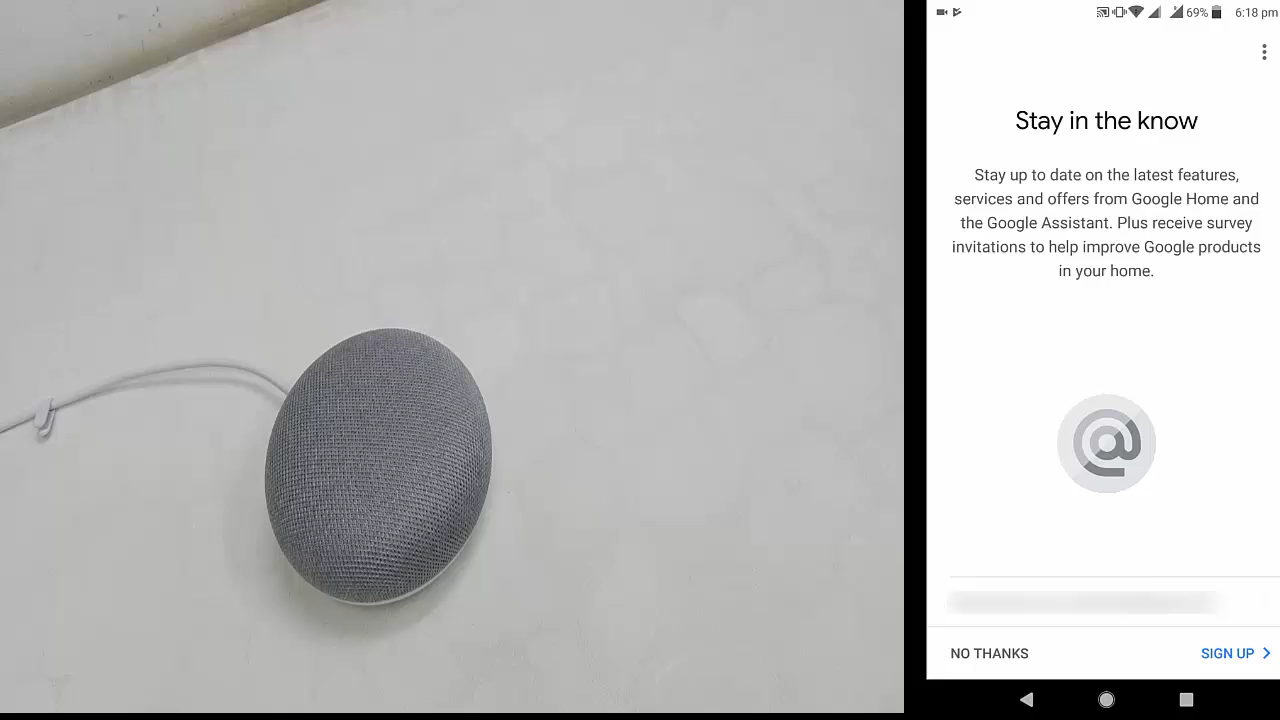 69% 6:18 pm
Stay in the know
Stay up to date on the latest features,
services and offers from Google Home and
the Google Assistant. Plus receive survey
invitations to help improve Google products
in your home.
@
NO THANKS SIGN UP